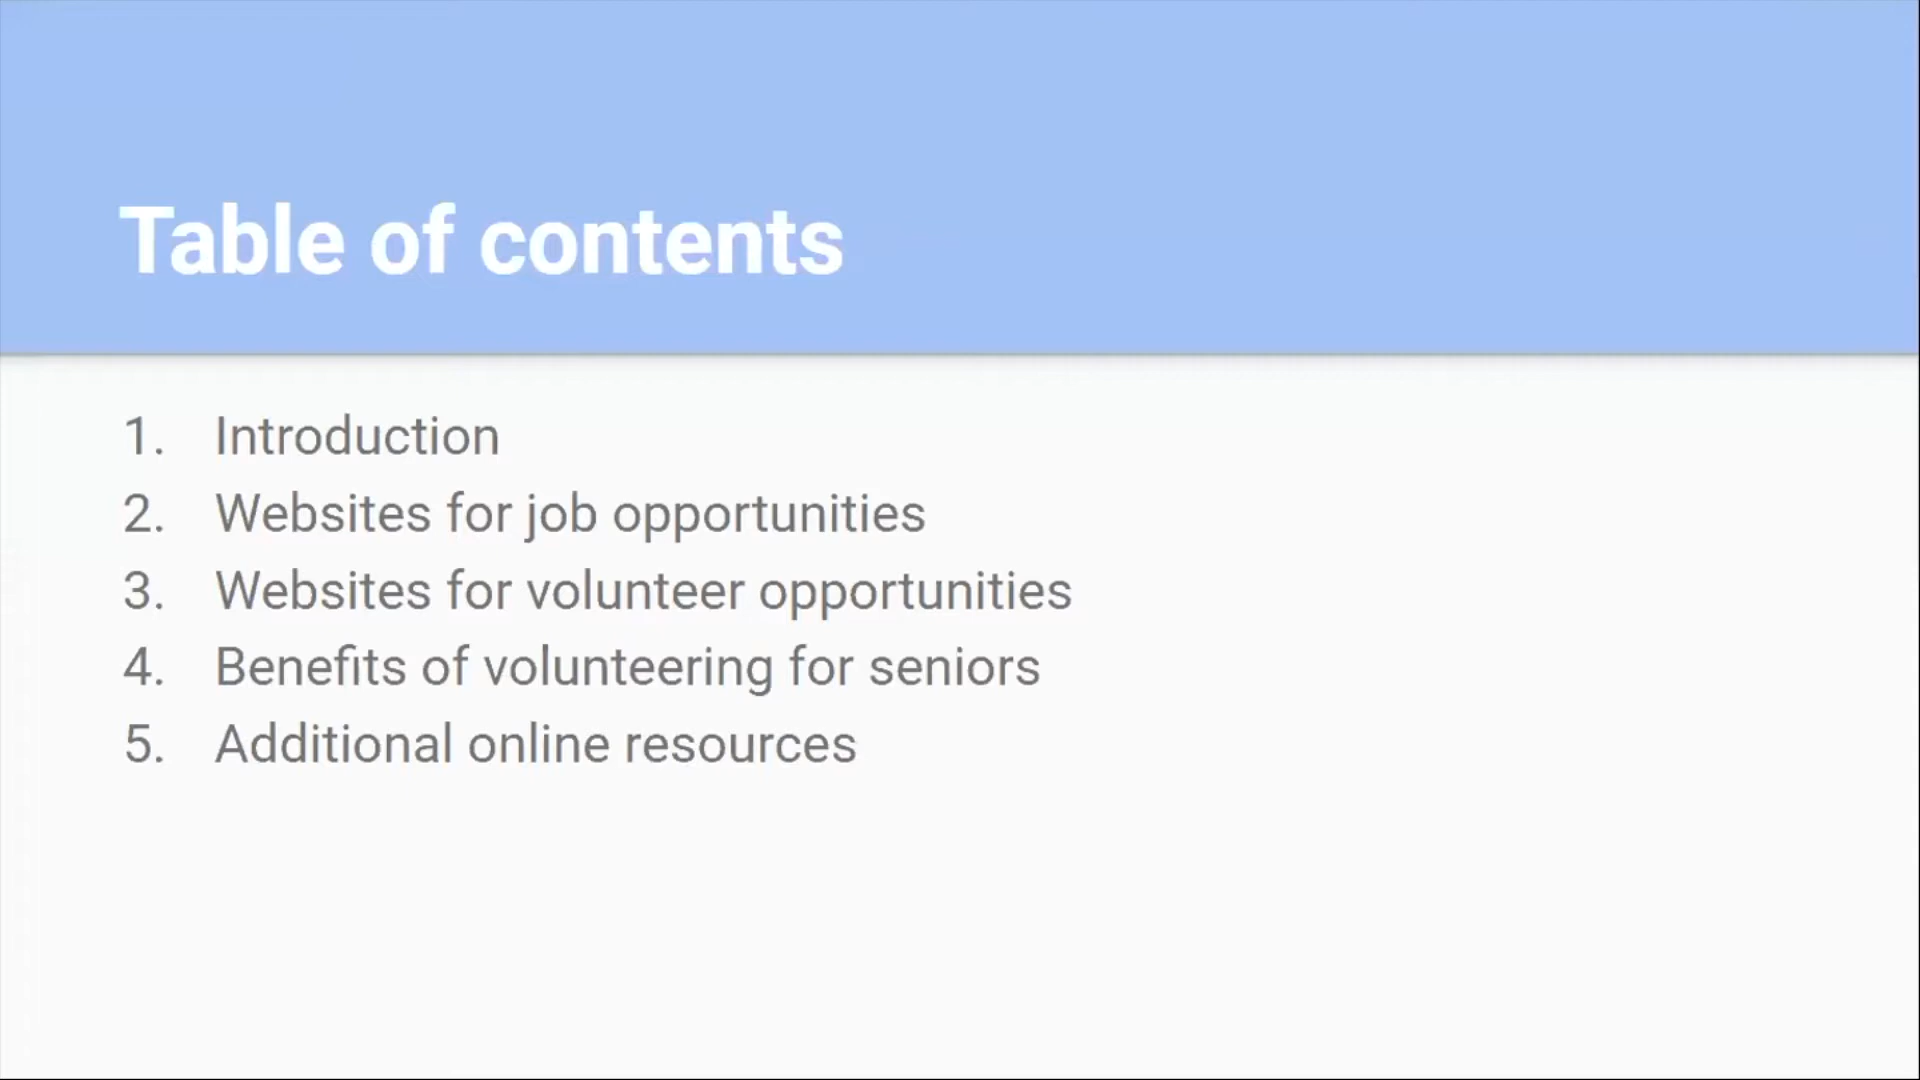 Table of contents
1. Introduction
2. Websites for job opportunities
3. Websites for volunteer opportunities
4. Benefits of volunteering for seniors
5. Additional online resources